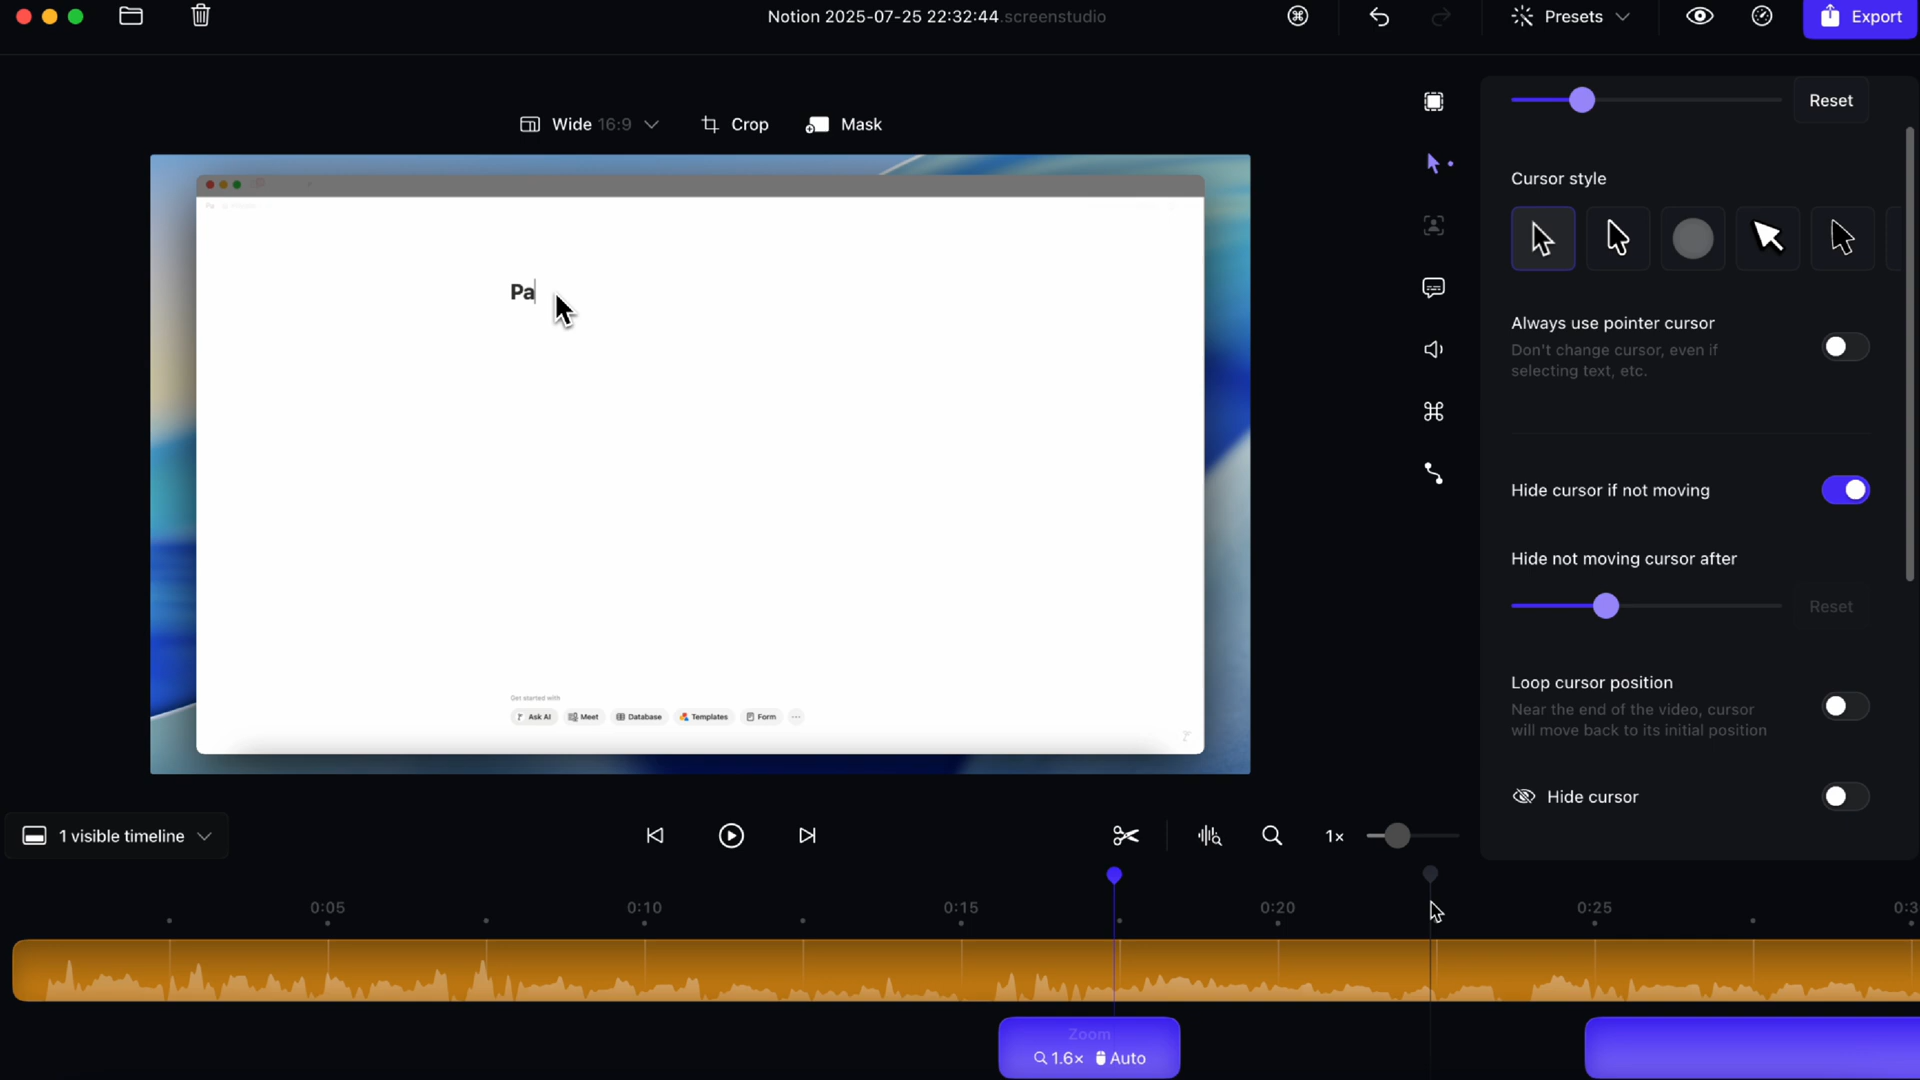 Notion 2025-07-25 22:32:44.screenstudio
Presets
Export
Wide 16:9
Crop
Mask
Reset
Cursor style
Always use pointer cursor
Don't change cursor, even if
selecting text, etc.
Hide cursor if not moving
Hide not moving cursor after
Reset
Loop cursor position
Near the end of the video, cursor
will move back to its initial position
Hide cursor
Pa
Get started with
Ask AI
Meet
Database
Templates
Form
1 visible timeline
1×
0:05
0:10
0:15
0:20
0:25
0:3
Zoom
1.6×
Auto